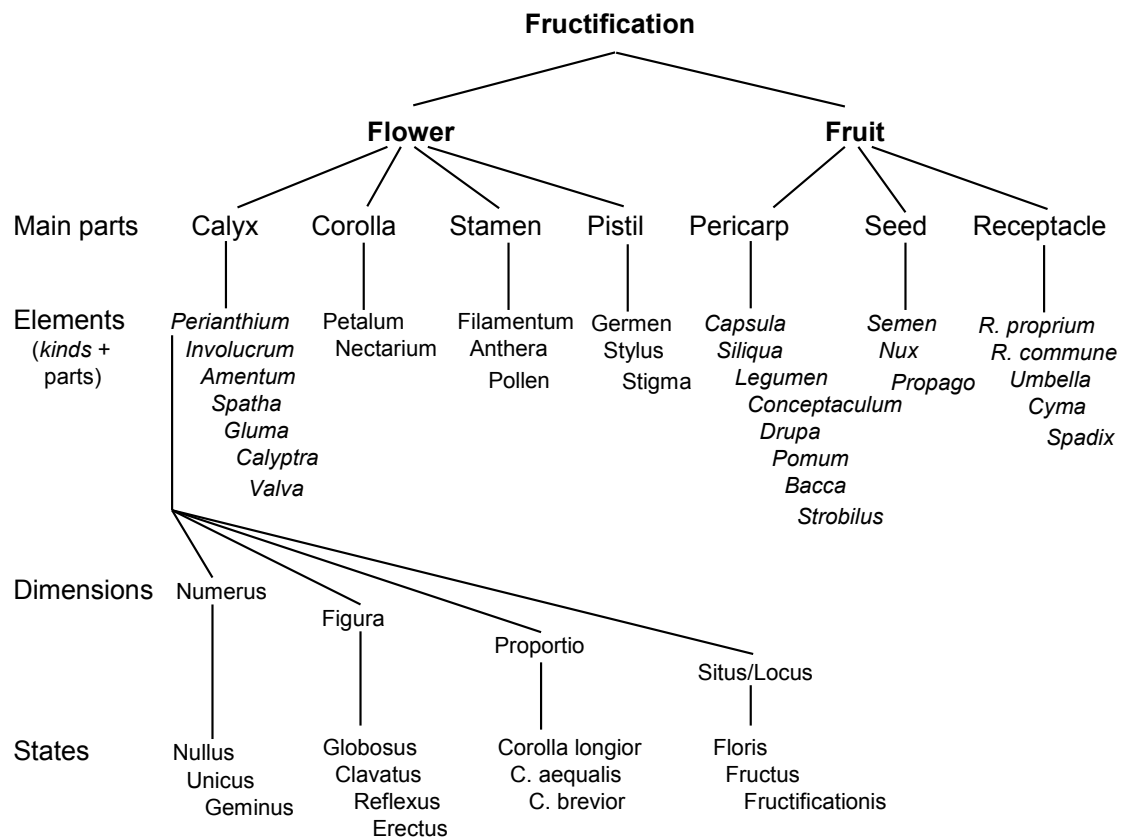 Fructification
Flower
Fruit
Main parts
Calyx
Corolla
Stamen
Pistil
Pericarp
Seed
Receptacle
Elements
(kinds +
parts)
Perianthium
Involucrum
Amentum
Spatha
Gluma
Calyptra
Valva
Petalum
Nectarium
Filamentum
Anthera
Pollen
Germen
Stylus
Stigma
Capsula
Siliqua
Legumen
Conceptaculum
Drupa
Pomum
Bacca
Strobilus
Semen
Nux
Propago
R. proprium
R. commune
Umbella
Cyma
Spadix
Dimensions
Numerus
Figura
Proportio
Situs/Locus
States
Nullus
Unicus
Geminus
Globosus
Clavatus
Reflexus
Erectus
Corolla longior
C. aequalis
C. brevior
Floris
Fructus
Fructificationis